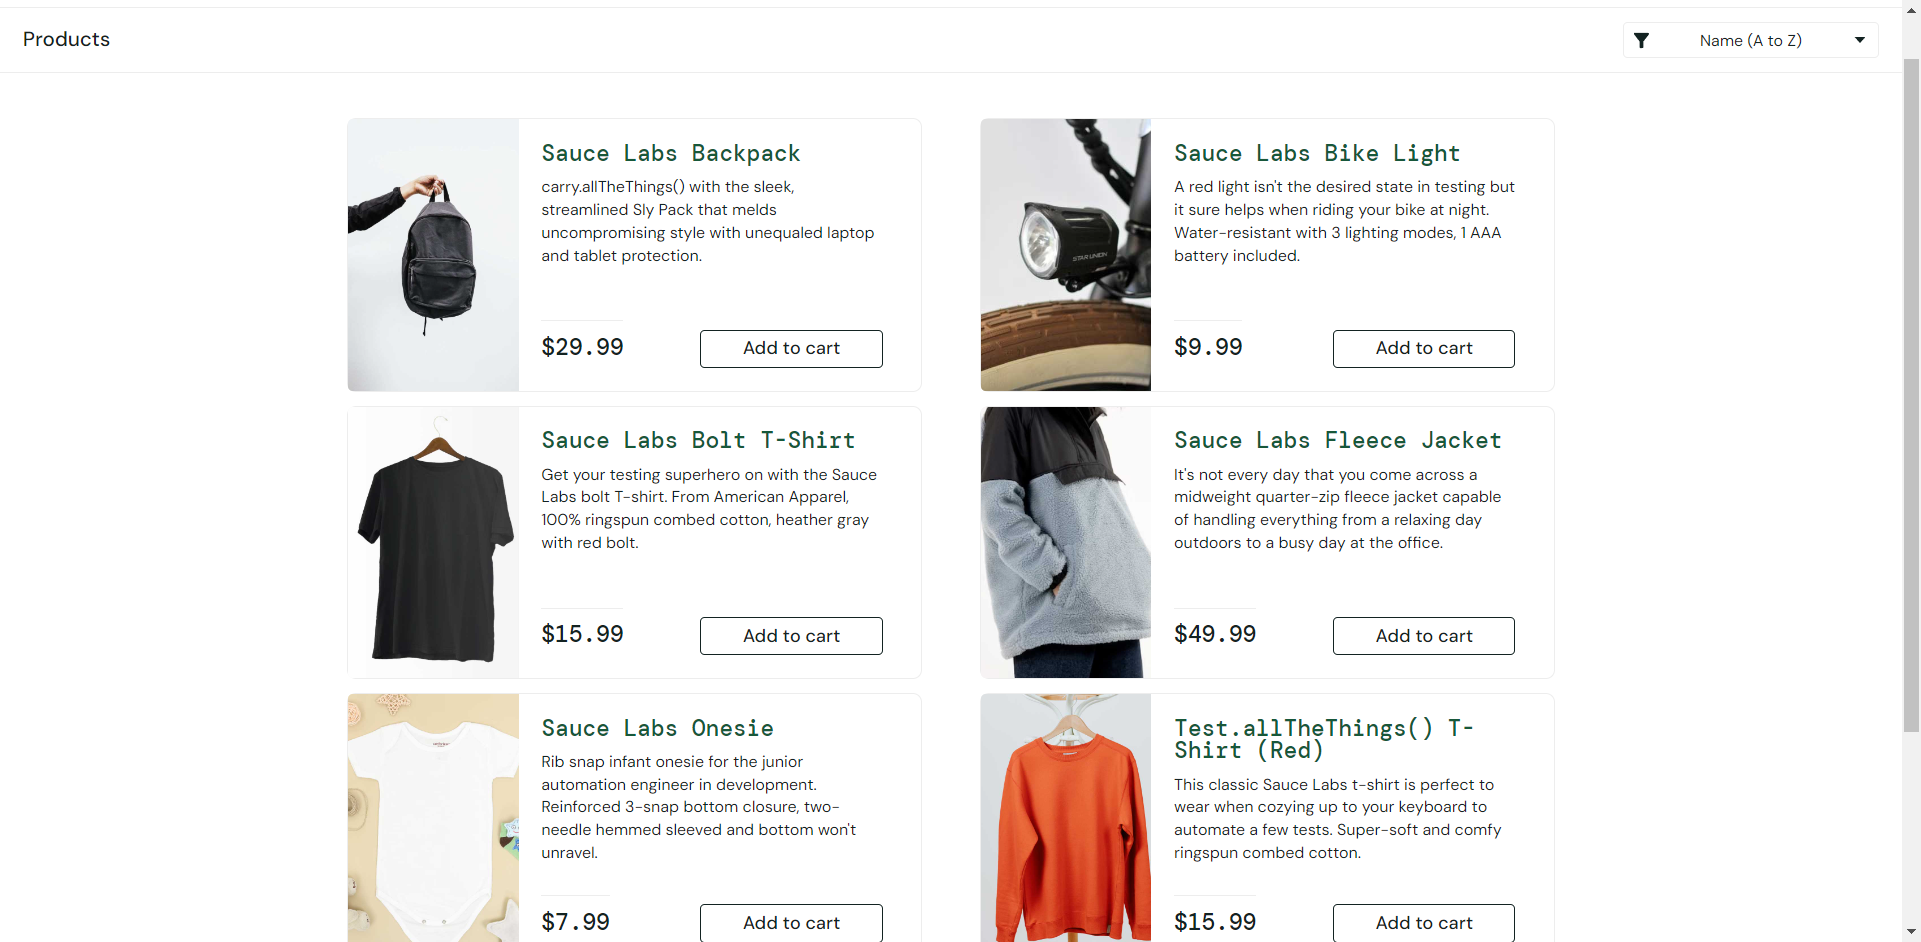 Products
Name (A to Z)
Sauce Labs Backpack
carry.allTheThings() with the sleek,
streamlined Sly Pack that melds
uncompromising style with unequaled laptop
and tablet protection.
$29.99
Add to cart
Sauce Labs Bike Light
A red light isn't the desired state in testing but
it sure helps when riding your bike at night.
Water-resistant with 3 lighting modes, 1 AAA
battery included.
STAR UNION
$9.99
Add to cart
Sauce Labs Bolt T-Shirt
Get your testing superhero on with the Sauce
Labs bolt T-shirt. From American Apparel,
100% ringspun combed cotton, heather gray
with red bolt.
$15.99
Add to cart
Sauce Labs Fleece Jacket
It's not every day that you come across a
midweight quarter-zip fleece jacket capable
of handling everything from a relaxing day
outdoors to a busy day at the office.
$49.99
Add to cart
Sauce Labs Onesie
Rib snap infant onesie for the junior
automation engineer in development.
Reinforced 3-snap bottom closure, two-
needle hemmed sleeved and bottom won't
unravel.
$7.99
Add to cart
Test.allTheThings() T-
Shirt (Red)
This classic Sauce Labs t-shirt is perfect to
wear when cozying up to your keyboard to
automate a few tests. Super-soft and comfy
ringspun combed cotton.
$15.99
Add to cart